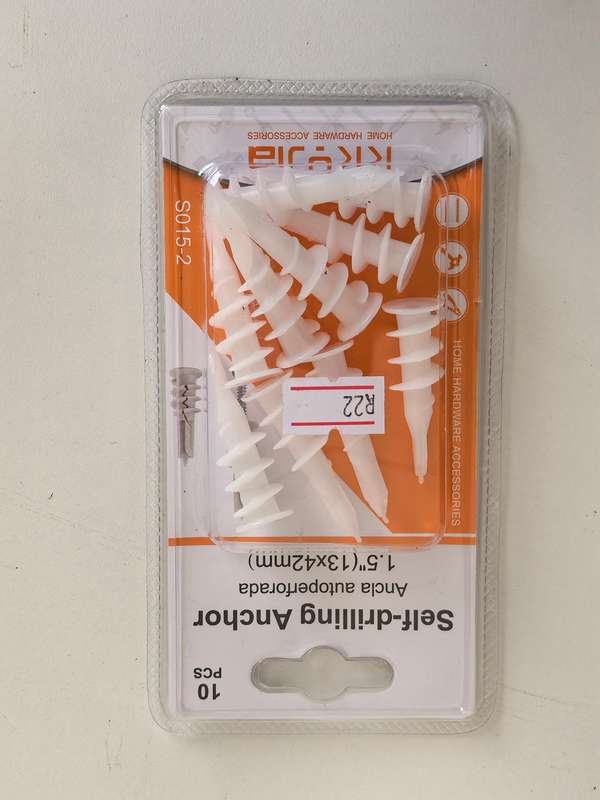 10
PCS
Self-drilling Anchor
Ancla autoperforada
1.5"(13x42mm)
R22
HOME HARDWARE ACCESSORIES
S015-2
HOME HARDWARE ACCESSORIES